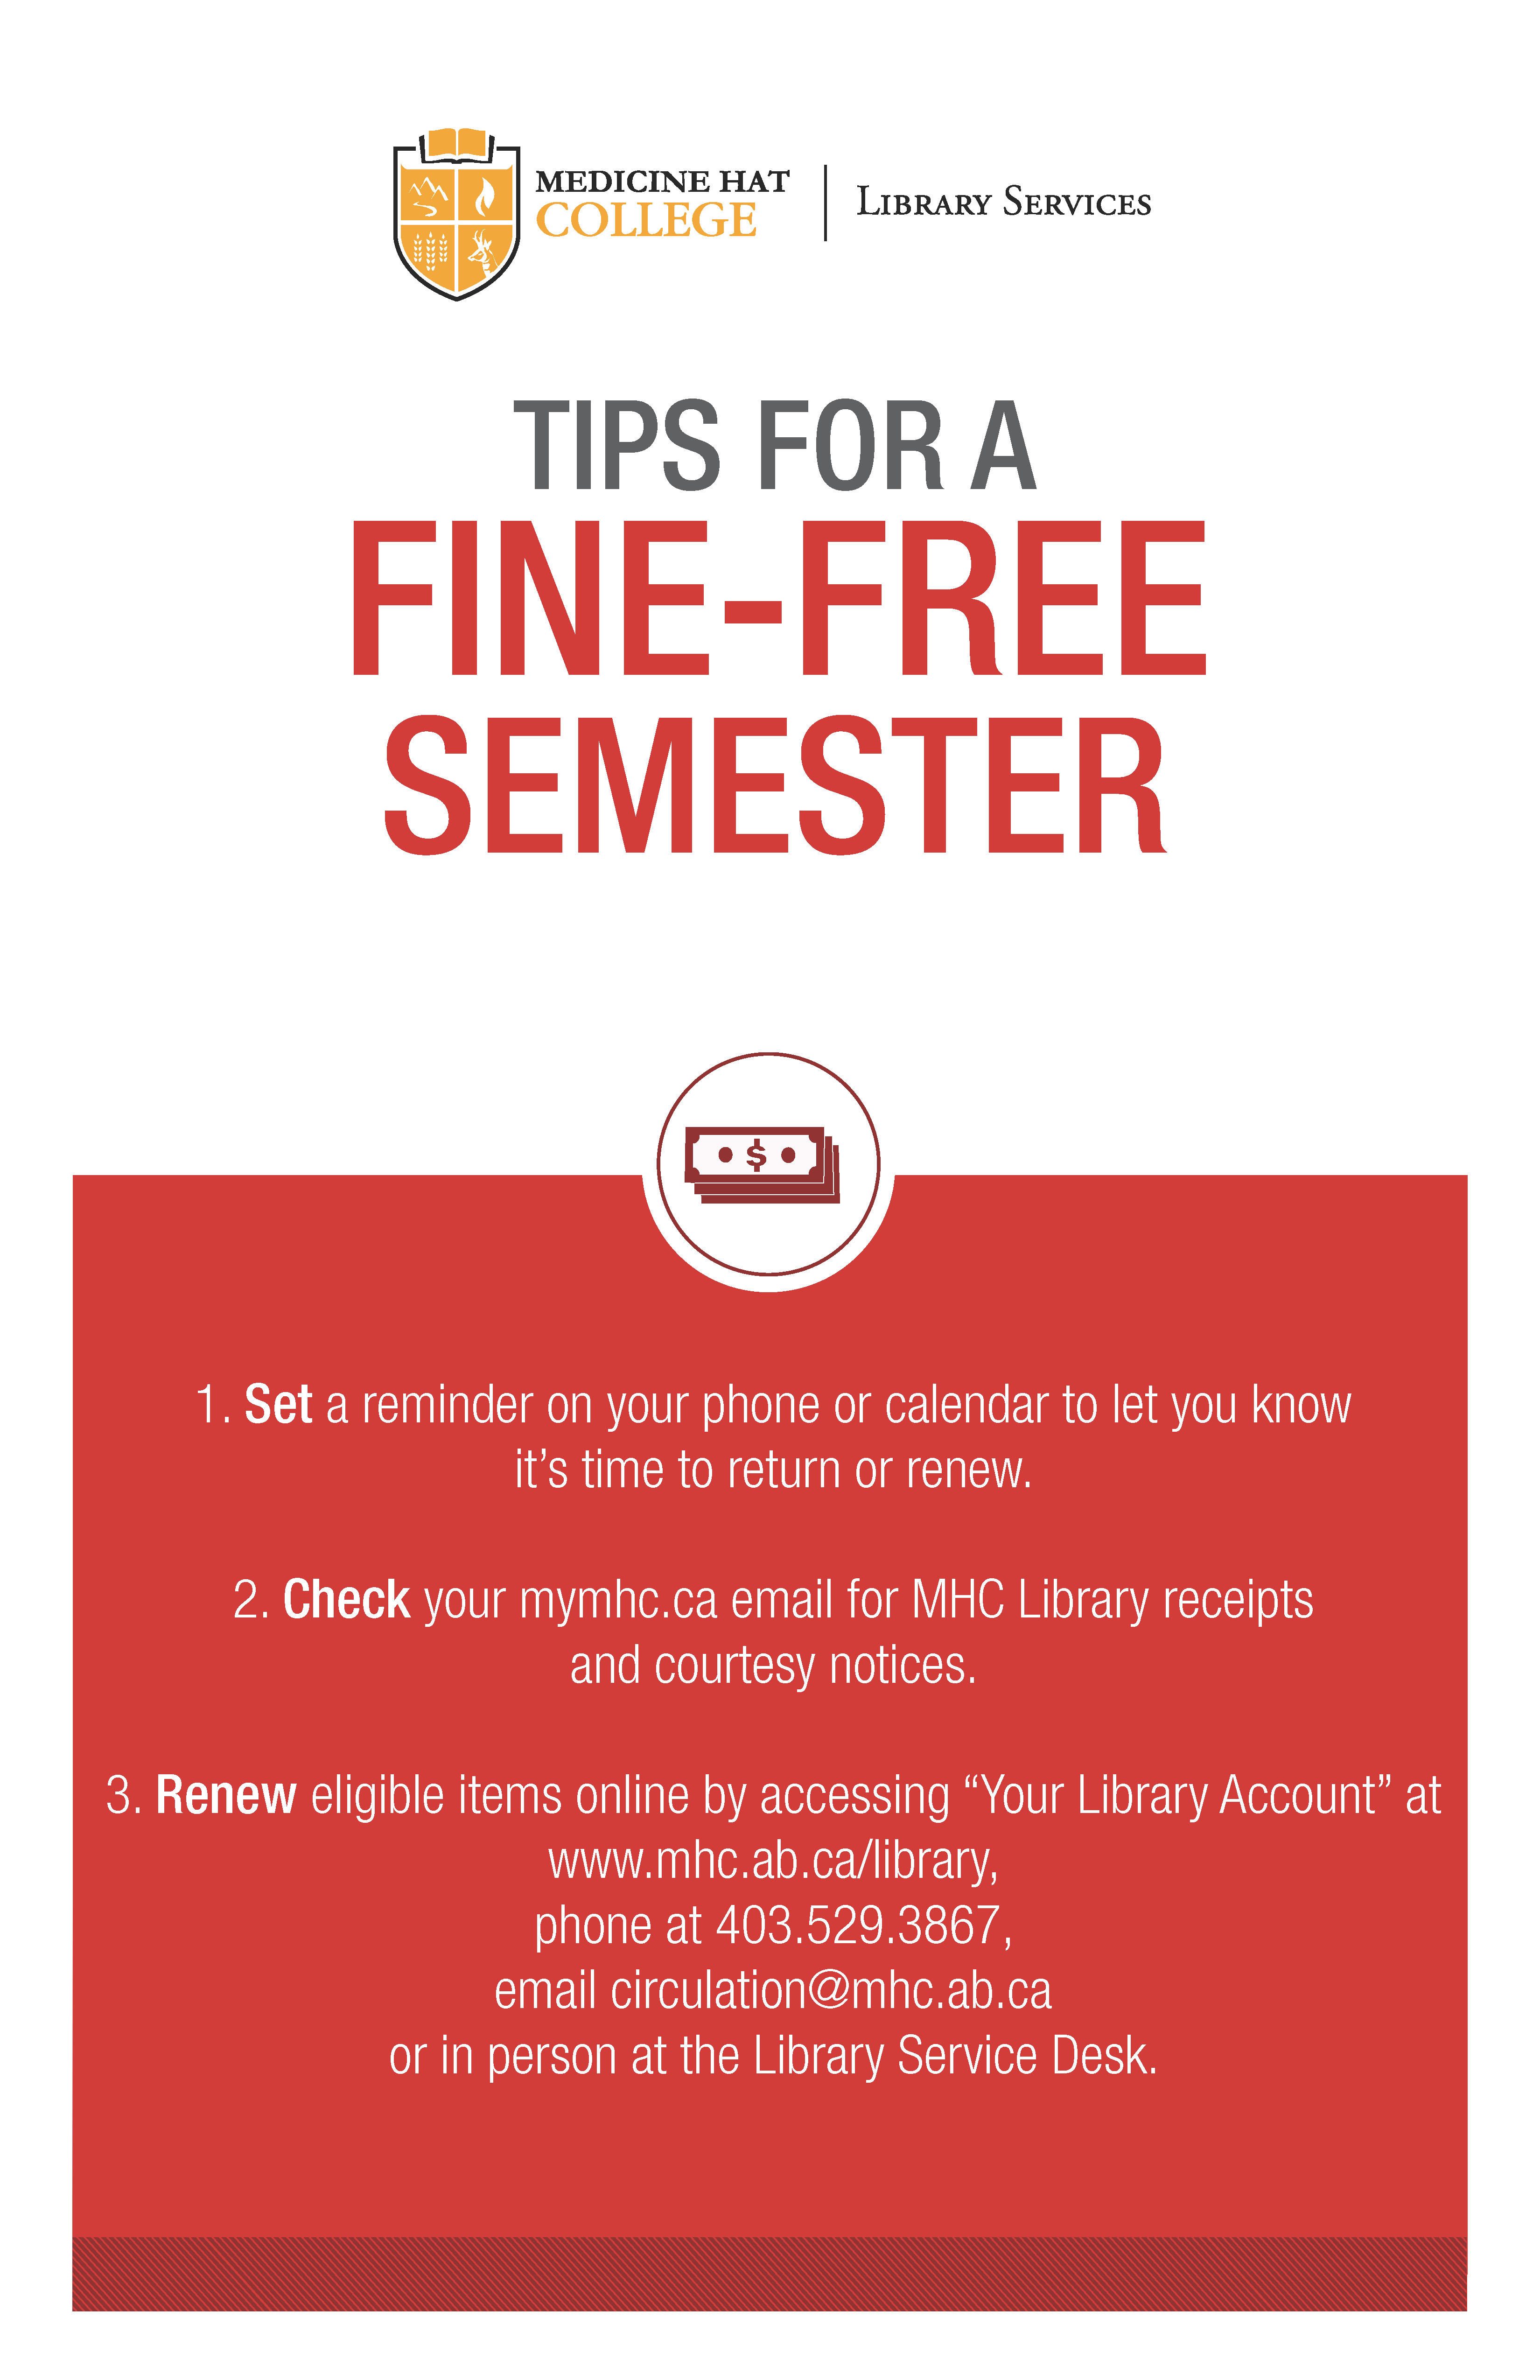 MEDICINE HAT
COLLEGE
Library Services
TIPS FOR A
FINE-FREE
SEMESTER
$
1. Set a reminder on your phone or calendar to let you know
it’s time to return or renew.
2. Check your mymhc.ca email for MHC Library receipts
and courtesy notices.
3. Renew eligible items online by accessing “Your Library Account” at
www.mhc.ab.ca/library,
phone at 403.529.3867,
email circulation@mhc.ab.ca
or in person at the Library Service Desk.